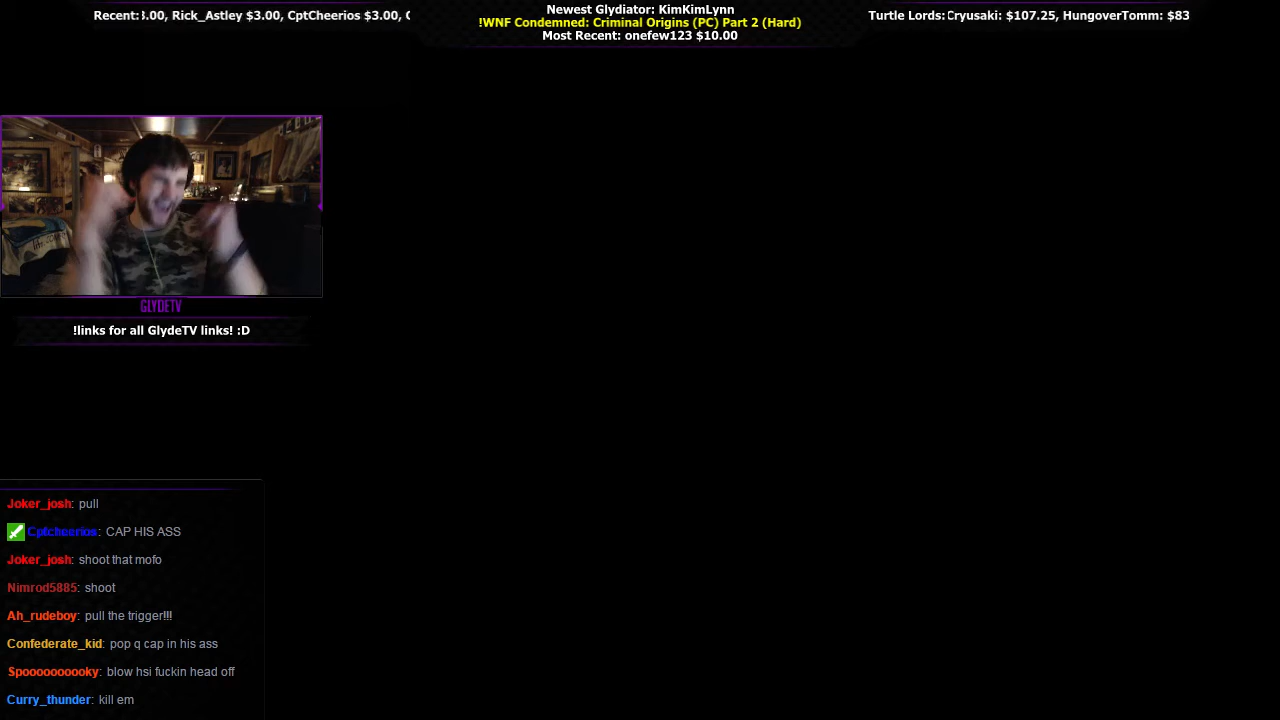 Recent: 3.00, Rick_Astley $3.00, CptCheerios $3.00, C
Newest Glydiator: KimKimLynn
!WNF Condemned: Criminal Origins (PC) Part 2 (Hard)
Most Recent: onefew123 $10.00
Turtle Lords: Cryusaki: $107.25, HungoverTomm: $83
GLYDETV
!links for all GlydeTV links! :D
Joker_josh: pull
Cptcheerios: CAP HIS ASS
Joker_josh: shoot that mofo
Nimrod5885: shoot
Ah_rudeboy: pull the trigger!!!
Confederate_kid: pop q cap in his ass
Spooooooooooky: blow hsi fuckin head off
Curry_thunder: kill em